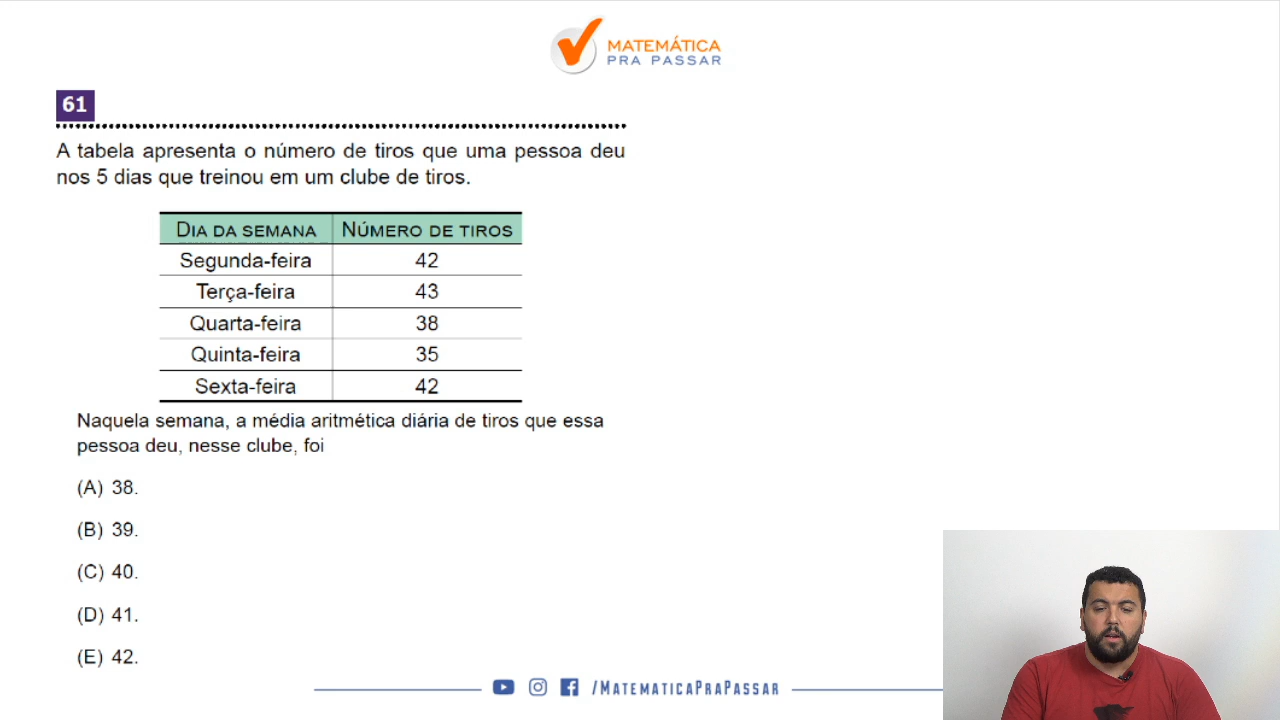 MATEMÁTICA
PRA PASSAR
61
A tabela apresenta o número de tiros que uma pessoa deu
nos 5 dias que treinou em um clube de tiros.
DIA DA SEMANA NÚMERO DE TIROS
Segunda-feira 42
Terça-feira 43
Quarta-feira 38
Quinta-feira 35
Sexta-feira 42
Naquela semana, a média aritmética diária de tiros que essa
pessoa deu, nesse clube, foi
(A) 38.
(B) 39.
(C) 40.
(D) 41.
(E) 42.
/MATEMATICAPRAPASSAR